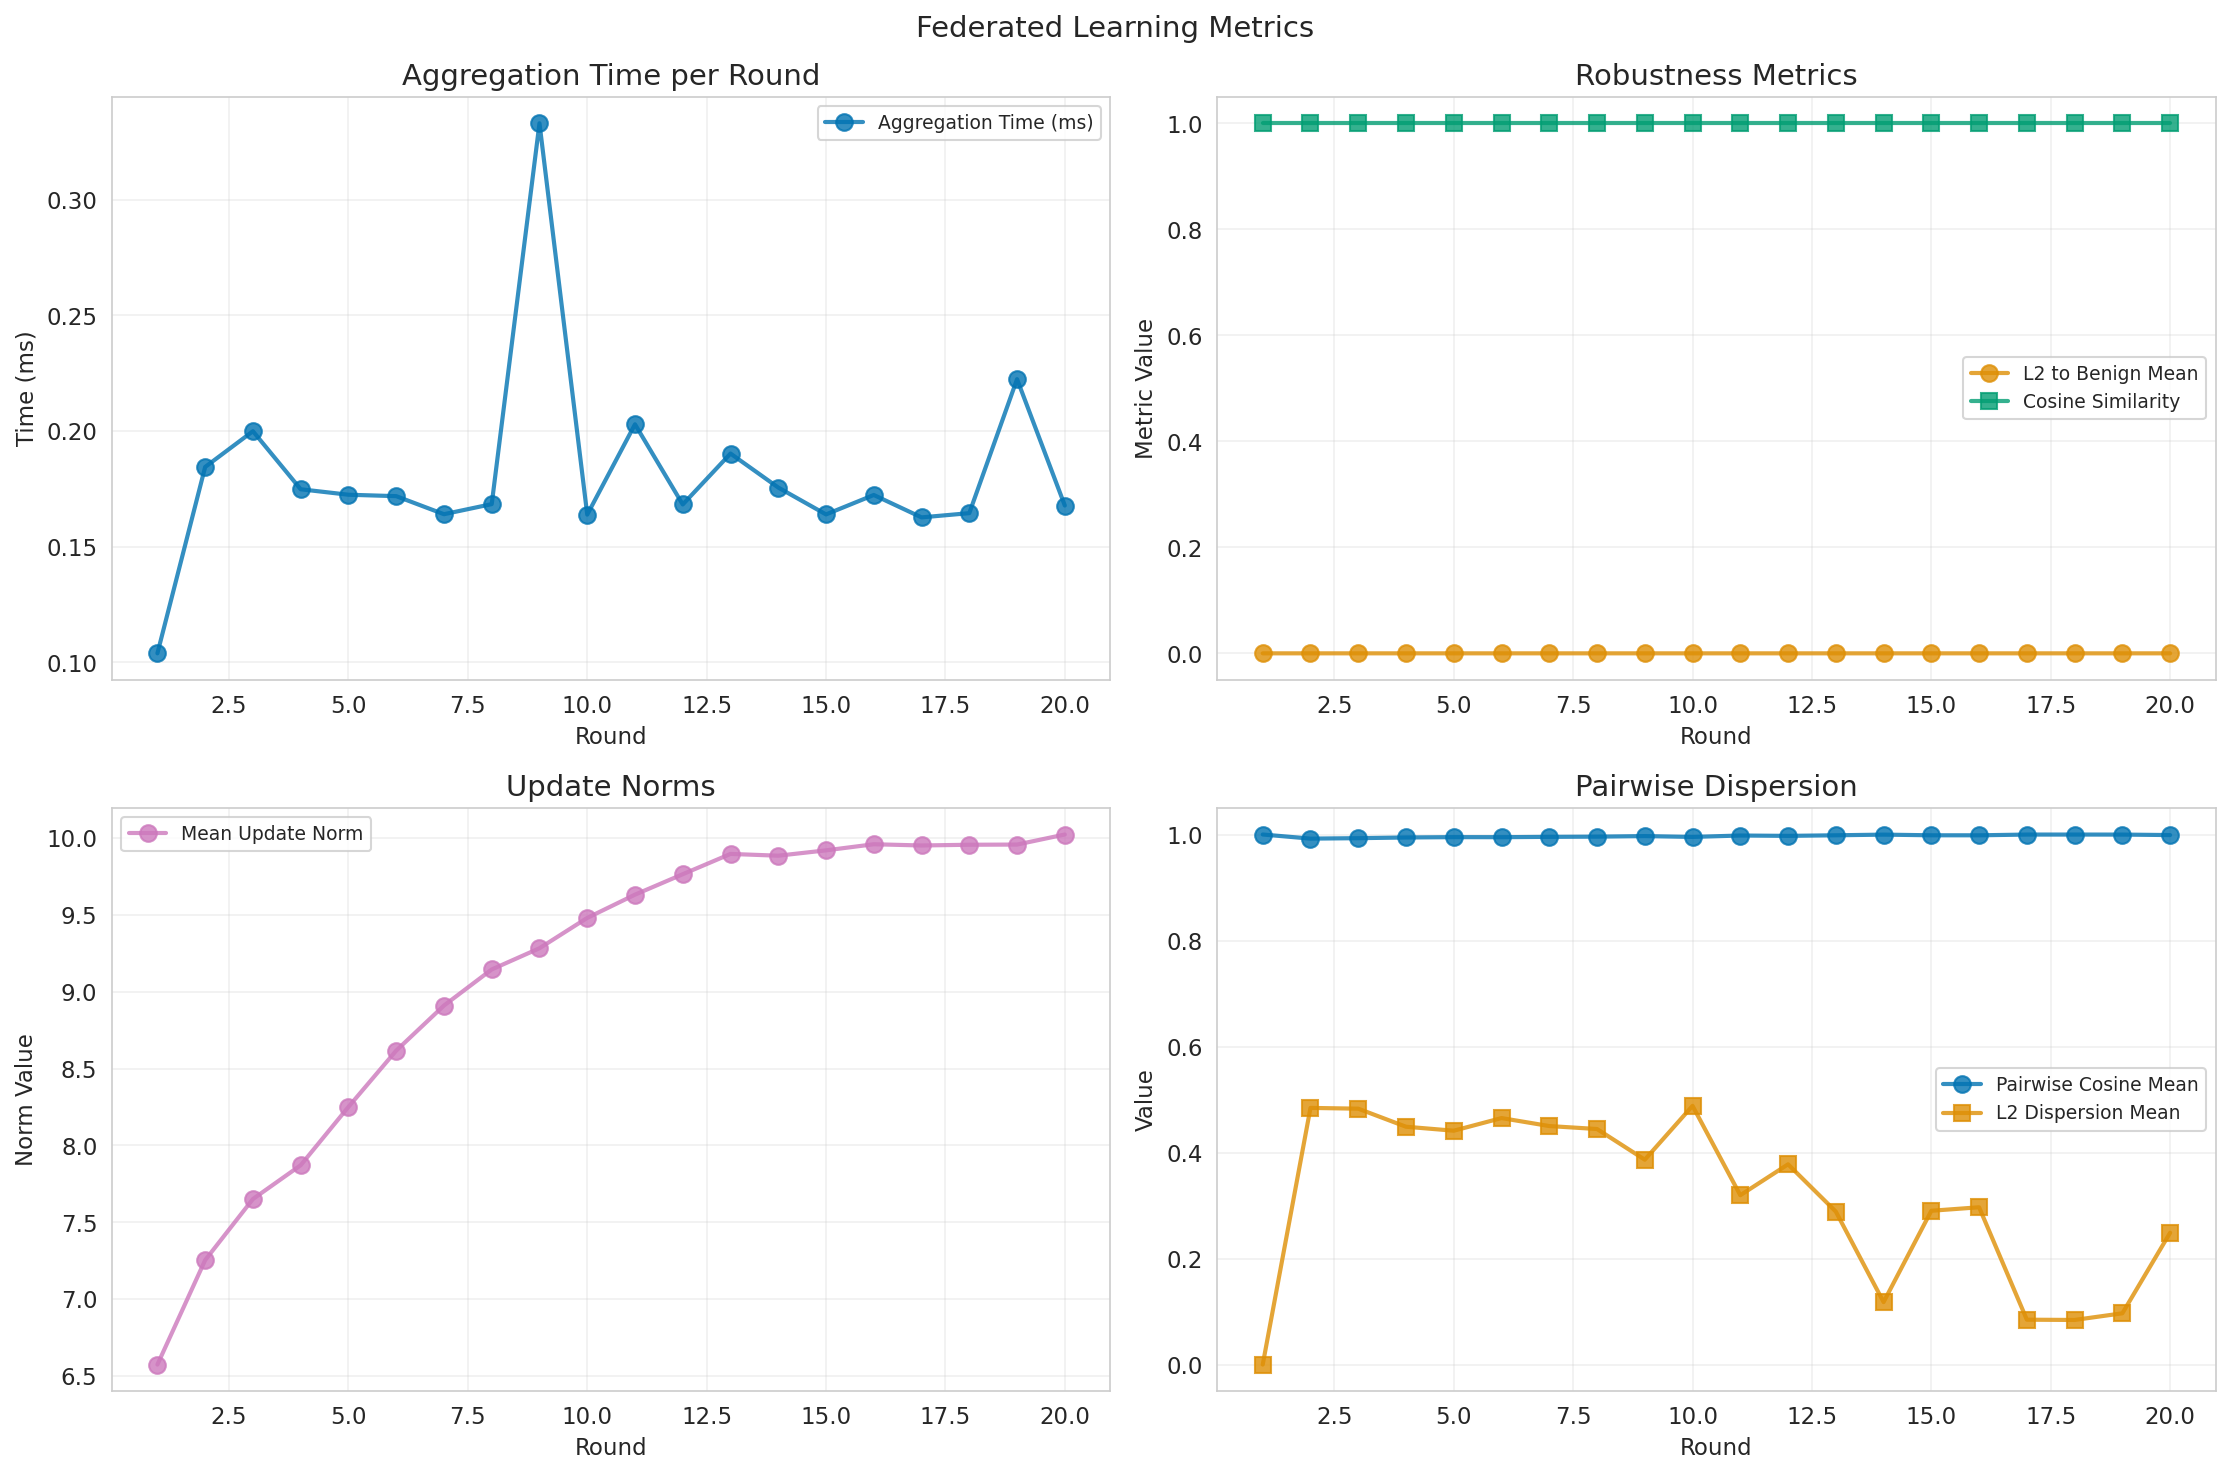 Federated Learning Metrics
Aggregation Time per Round
Aggregation Time (ms)
Time (ms)
0.30
0.25
0.20
0.15
0.10
2.5 5.0 7.5 10.0 12.5 15.0 17.5 20.0
Round
Robustness Metrics
Metric Value
1.0
0.8
0.6
0.4
0.2
0.0
L2 to Benign Mean
Cosine Similarity
2.5 5.0 7.5 10.0 12.5 15.0 17.5 20.0
Round
Update Norms
Mean Update Norm
Norm Value
10.0
9.5
9.0
8.5
8.0
7.5
7.0
6.5
2.5 5.0 7.5 10.0 12.5 15.0 17.5 20.0
Round
Pairwise Dispersion
Value
1.0
0.8
0.6
0.4
0.2
0.0
Pairwise Cosine Mean
L2 Dispersion Mean
2.5 5.0 7.5 10.0 12.5 15.0 17.5 20.0
Round